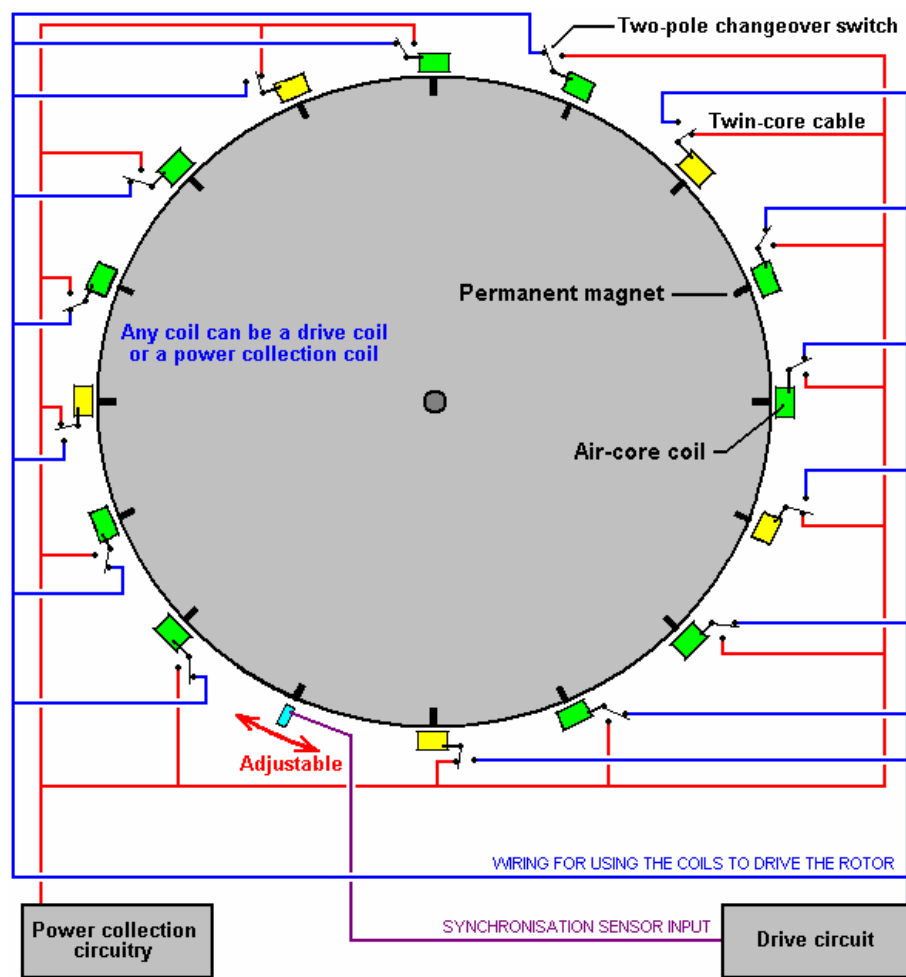 Two-pole changeover switch
Twin-core cable
Permanent magnet
Any coil can be a drive coil
or a power collection coil
Air-core coil
Adjustable
WIRING FOR USING THE COILS TO DRIVE THE ROTOR
Power collection
circuitry
SYNCHRONISATION SENSOR INPUT
Drive circuit